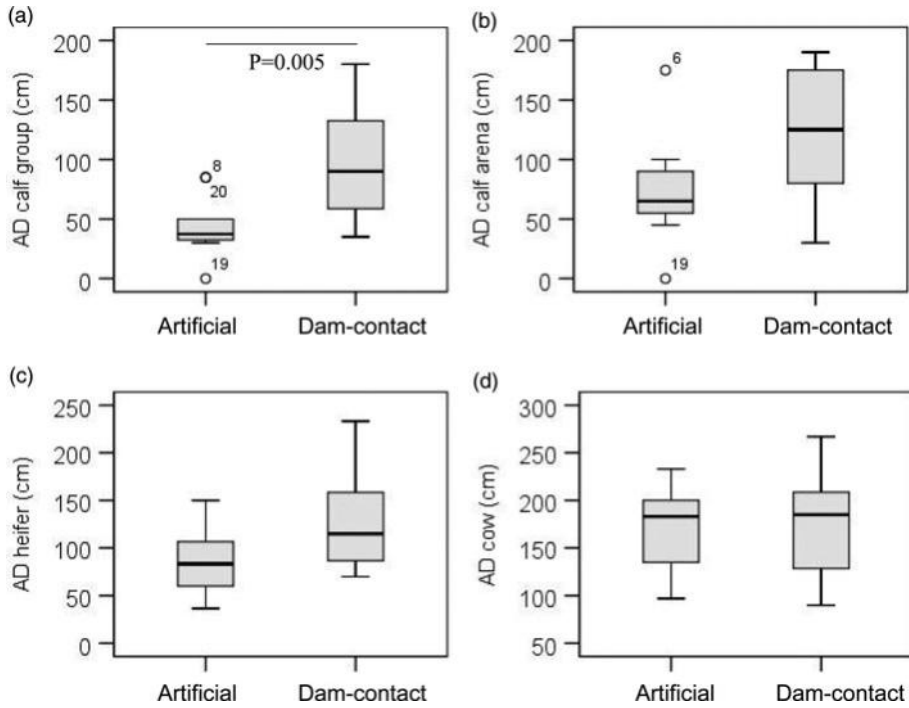 (a)
AD calf group (cm)
200
150
100
50
0
P=0.005
8
20
19
Artificial
Dam-contact
(b)
AD calf arena (cm)
200
150
100
50
0
6
19
Artificial
Dam-contact
(c)
AD heifer (cm)
250
200
150
100
50
0
Artificial
Dam-contact
(d)
AD cow (cm)
300
250
200
150
100
50
Artificial
Dam-contact